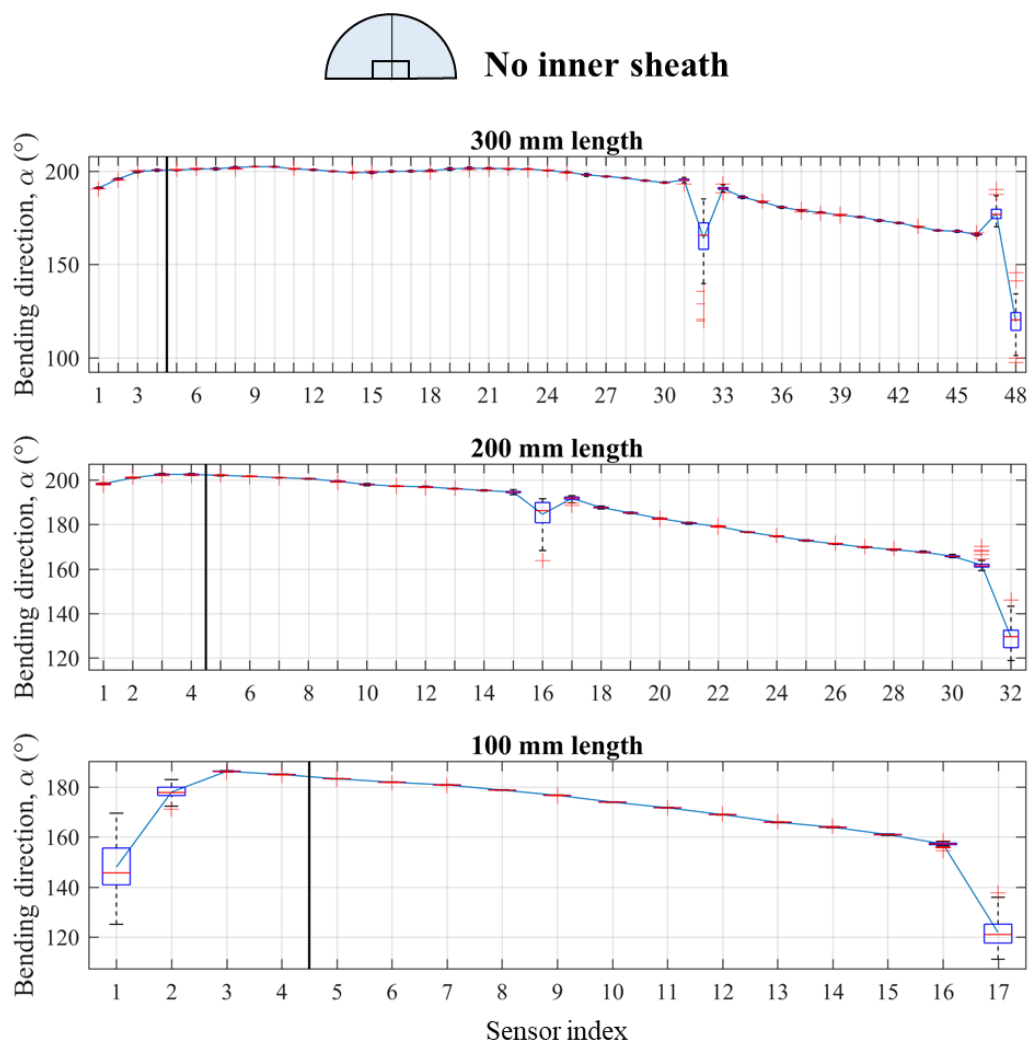 No inner sheath
300 mm length
Bending direction, α (°)
200
150
100
1 3 6 9 12 15 18 21 24 27 30 33 36 39 42 45 48
200 mm length
Bending direction, α (°)
200
180
160
140
120
1 2 4 6 8 10 12 14 16 18 20 22 24 26 28 30 32
100 mm length
Bending direction, α (°)
180
160
140
120
1 2 3 4 5 6 7 8 9 10 11 12 13 14 15 16 17
Sensor index